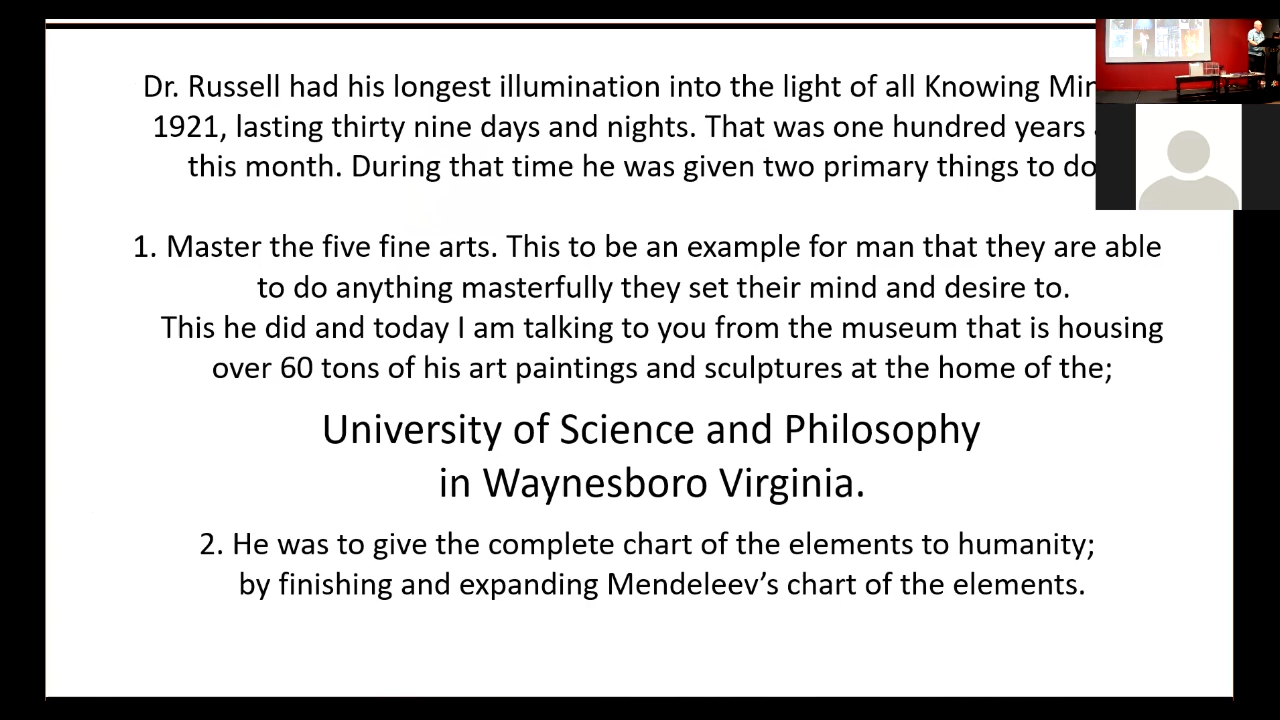 Dr. Russell had his longest illumination into the light of all Knowing
1921, lasting thirty nine days and nights. That was one hundred years
this month. During that time he was given two primary things to do
1. Master the five fine arts. This to be an example for man that they are able
to do anything masterfully they set their mind and desire to.
This he did and today I am talking to you from the museum that is housing
over 60 tons of his art paintings and sculptures at the home of the;
University of Science and Philosophy
in Waynesboro Virginia.
2. He was to give the complete chart of the elements to humanity;
by finishing and expanding Mendeleev's chart of the elements.